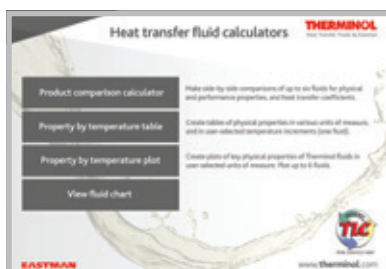 Heat transfer fluid calculators
THERMINOL
Heat Transfer Fluids by Eastman
Product comparison calculator
Make side-by-side comparisons of up to six fluids for physical
and performance properties, and heat transfer coefficients.
Property by temperature table
Create tables of physical properties in various units of measure,
and in user-selected temperature increments (one fluid).
Property by temperature plot
Create plots of key physical properties of Therminol fluids in
user-selected units of measure. Plot up to 6 fluids.
View fluid chart
TLC
EASTMAN
www.therminol.com